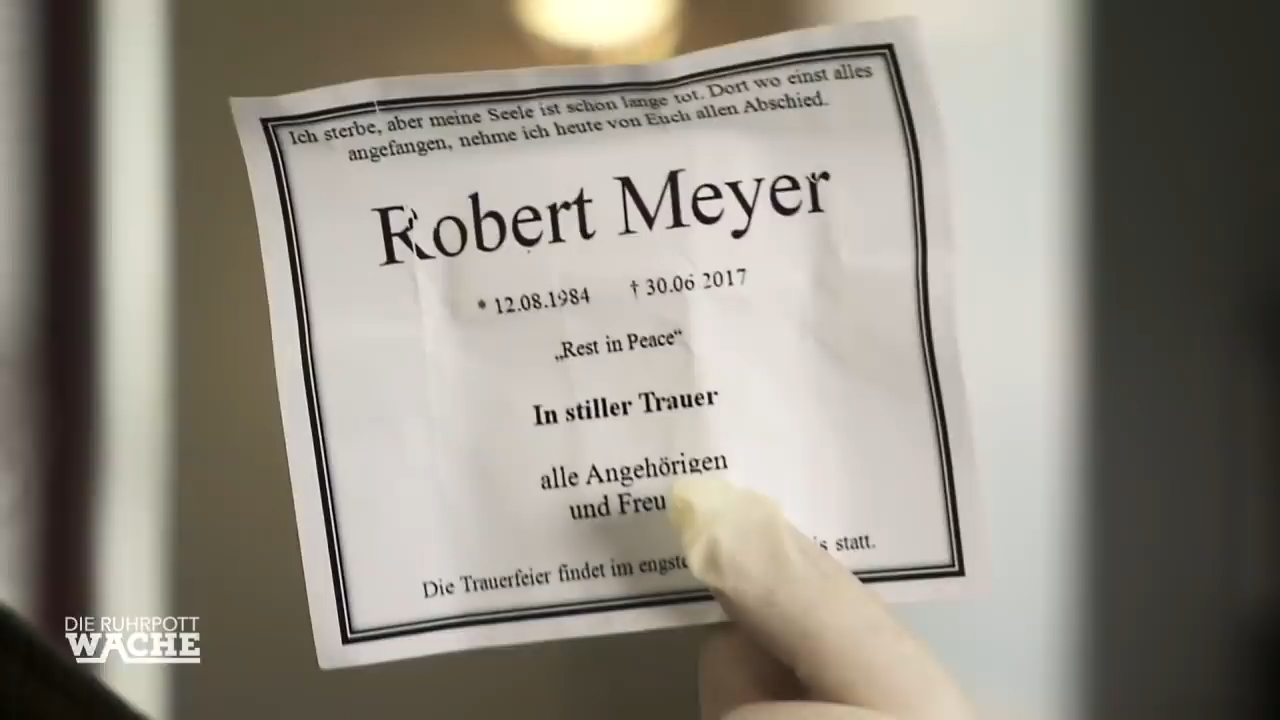 Ich sterbe, aber meine Seele ist schon lange tot. Dort wo einst alles
angefangen, nehme ich heute von Euch allen Abschied.
Robert Meyer
* 12.08.1984 † 30.06 2017
„Rest in Peace“
In stiller Trauer
alle Angehörigen
und Freu
Die Trauerfeier findet im engste statt.
DIE RUHRPOTT
WACHE